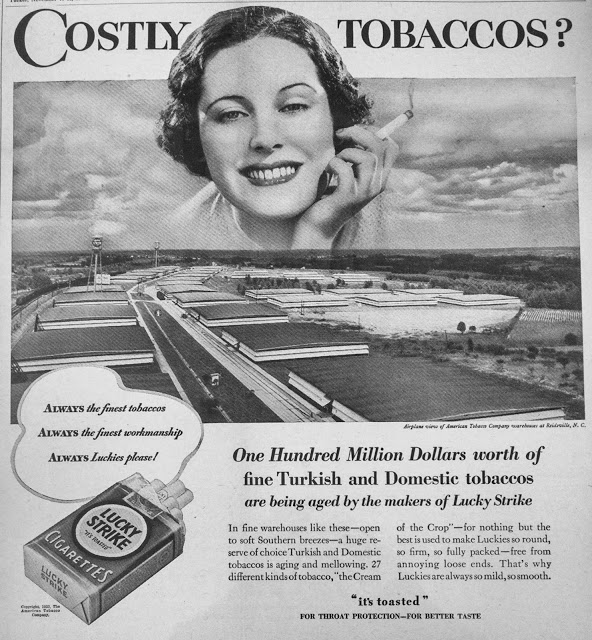 COSTLY TOBACCOS?
Airplane view of American Tobacco Company warehouses at Reidsville, N. C.
ALWAYS the finest tobaccos
ALWAYS the finest workmanship
ALWAYS Luckies please!
One Hundred Million Dollars worth of
fine Turkish and Domestic tobaccos
are being aged by the makers of Lucky Strike
In fine warehouses like these—open
to soft Southern breezes—a huge re-
serve of choice Turkish and Domestic
tobaccos is aging and mellowing. 27
different kinds of tobacco, "the Cream
of the Crop"—for nothing but the
best is used to make Luckies so round,
so firm, so fully packed—free from
annoying loose ends. That's why
Luckies are always so mild, so smooth.
LUCKY
STRIKE
"IT'S TOASTED"
CIGARETTES
LUCKY
STRIKE
Copyright, The
American Tobacco
Company.
"it's toasted"
FOR THROAT PROTECTION—FOR BETTER TASTE